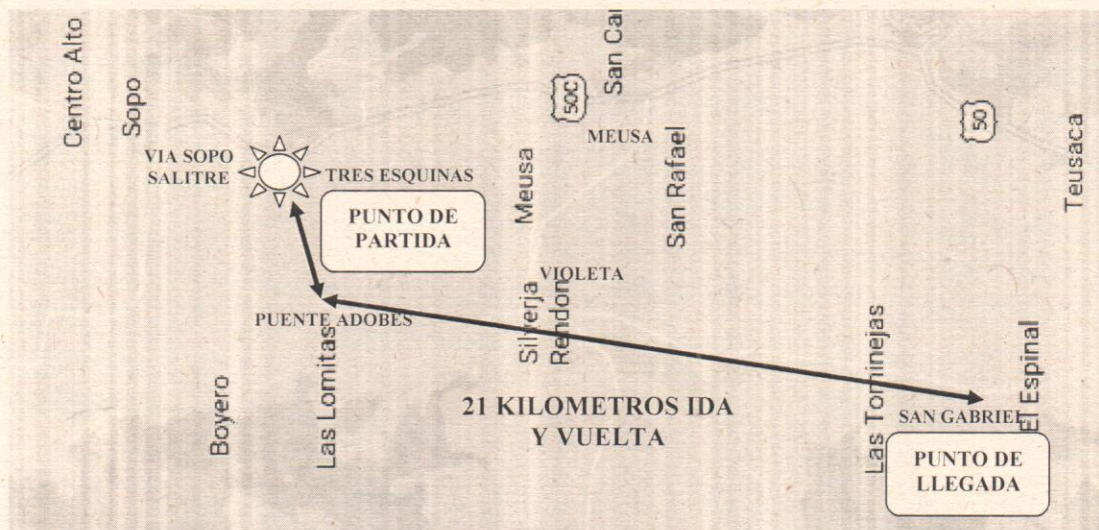 Centro Alto
Sopo
VIA SOPO
SALITRE
TRES ESQUINAS
PUNTO DE
PARTIDA
PUENTE ADOBES
Boyero
Las Lomitas
Meusa
50C
San Ca
MEUSA
San Rafael
VIOLETA
Silverja
Rendon
21 KILOMETROS IDA
Y VUELTA
50
Teusaca
Las Tominejas
SAN GABRIEL
El Espinal
PUNTO DE
LLEGADA